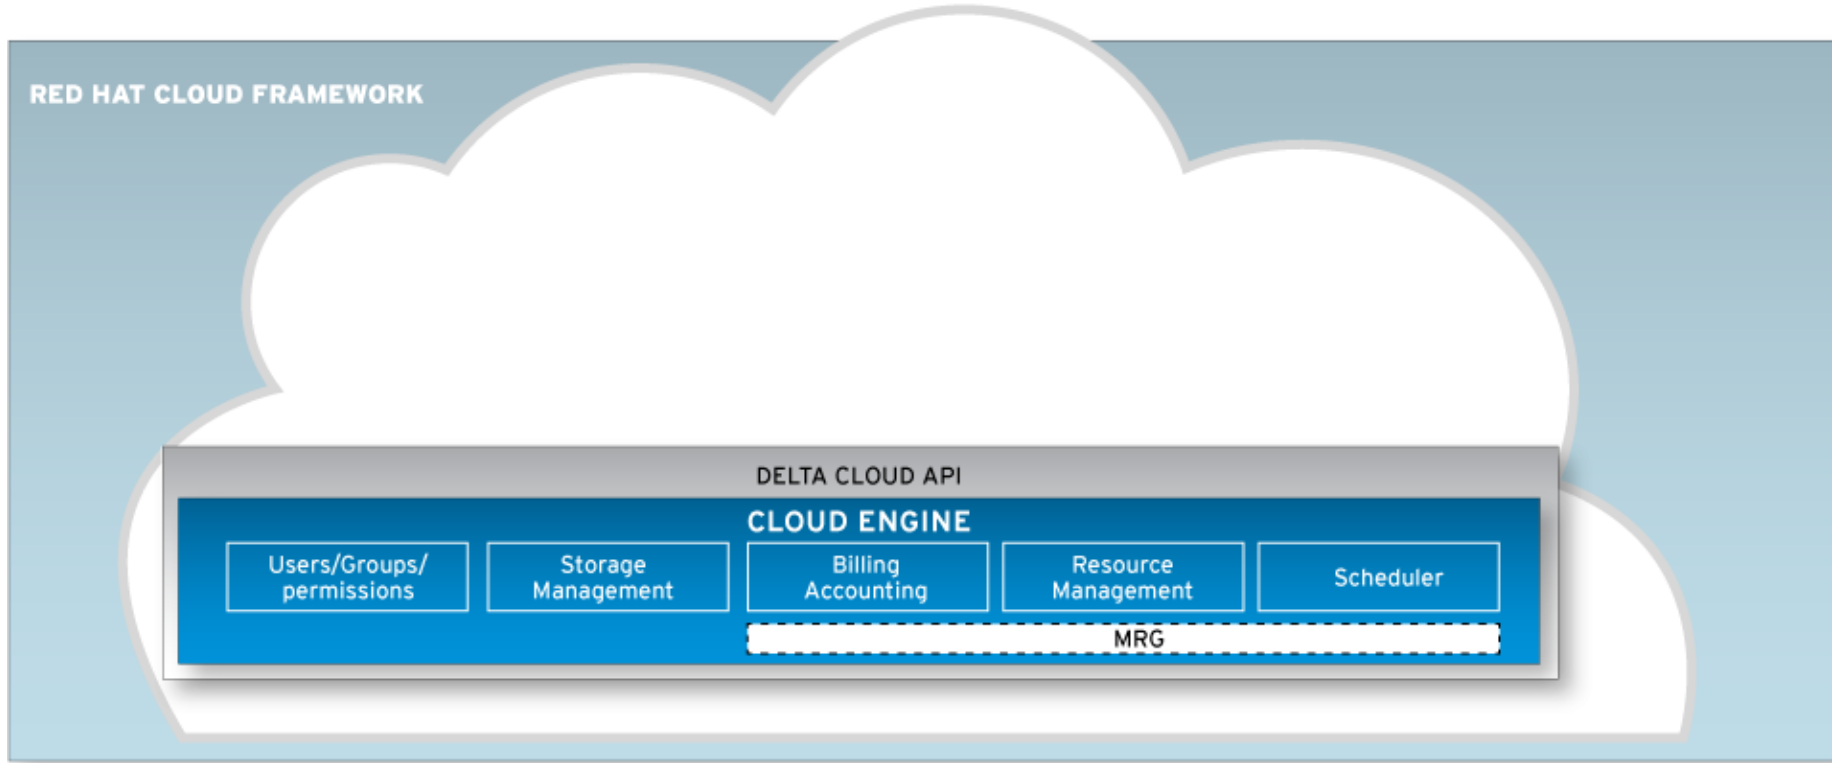 RED HAT CLOUD FRAMEWORK
DELTA CLOUD API
CLOUD ENGINE
Users/Groups/
permissions
Storage
Management
Billing
Accounting
Resource
Management
Scheduler
MRG